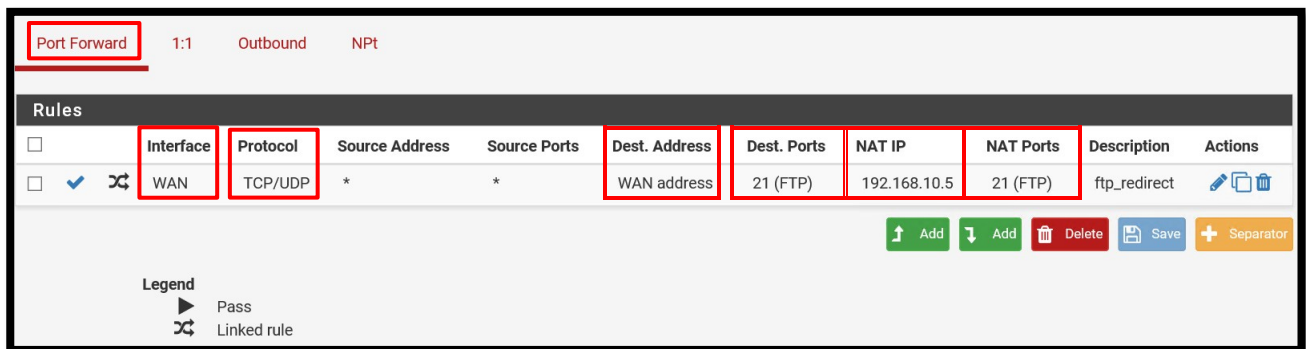 Port Forward 1:1 Outbound NPt
Rules
Interface Protocol Source Address Source Ports Dest. Address Dest. Ports NAT IP NAT Ports Description Actions
WAN TCP/UDP * * WAN address 21 (FTP) 192.168.10.5 21 (FTP) ftp_redirect
Add Add Delete Save Separator
Legend
Pass
Linked rule